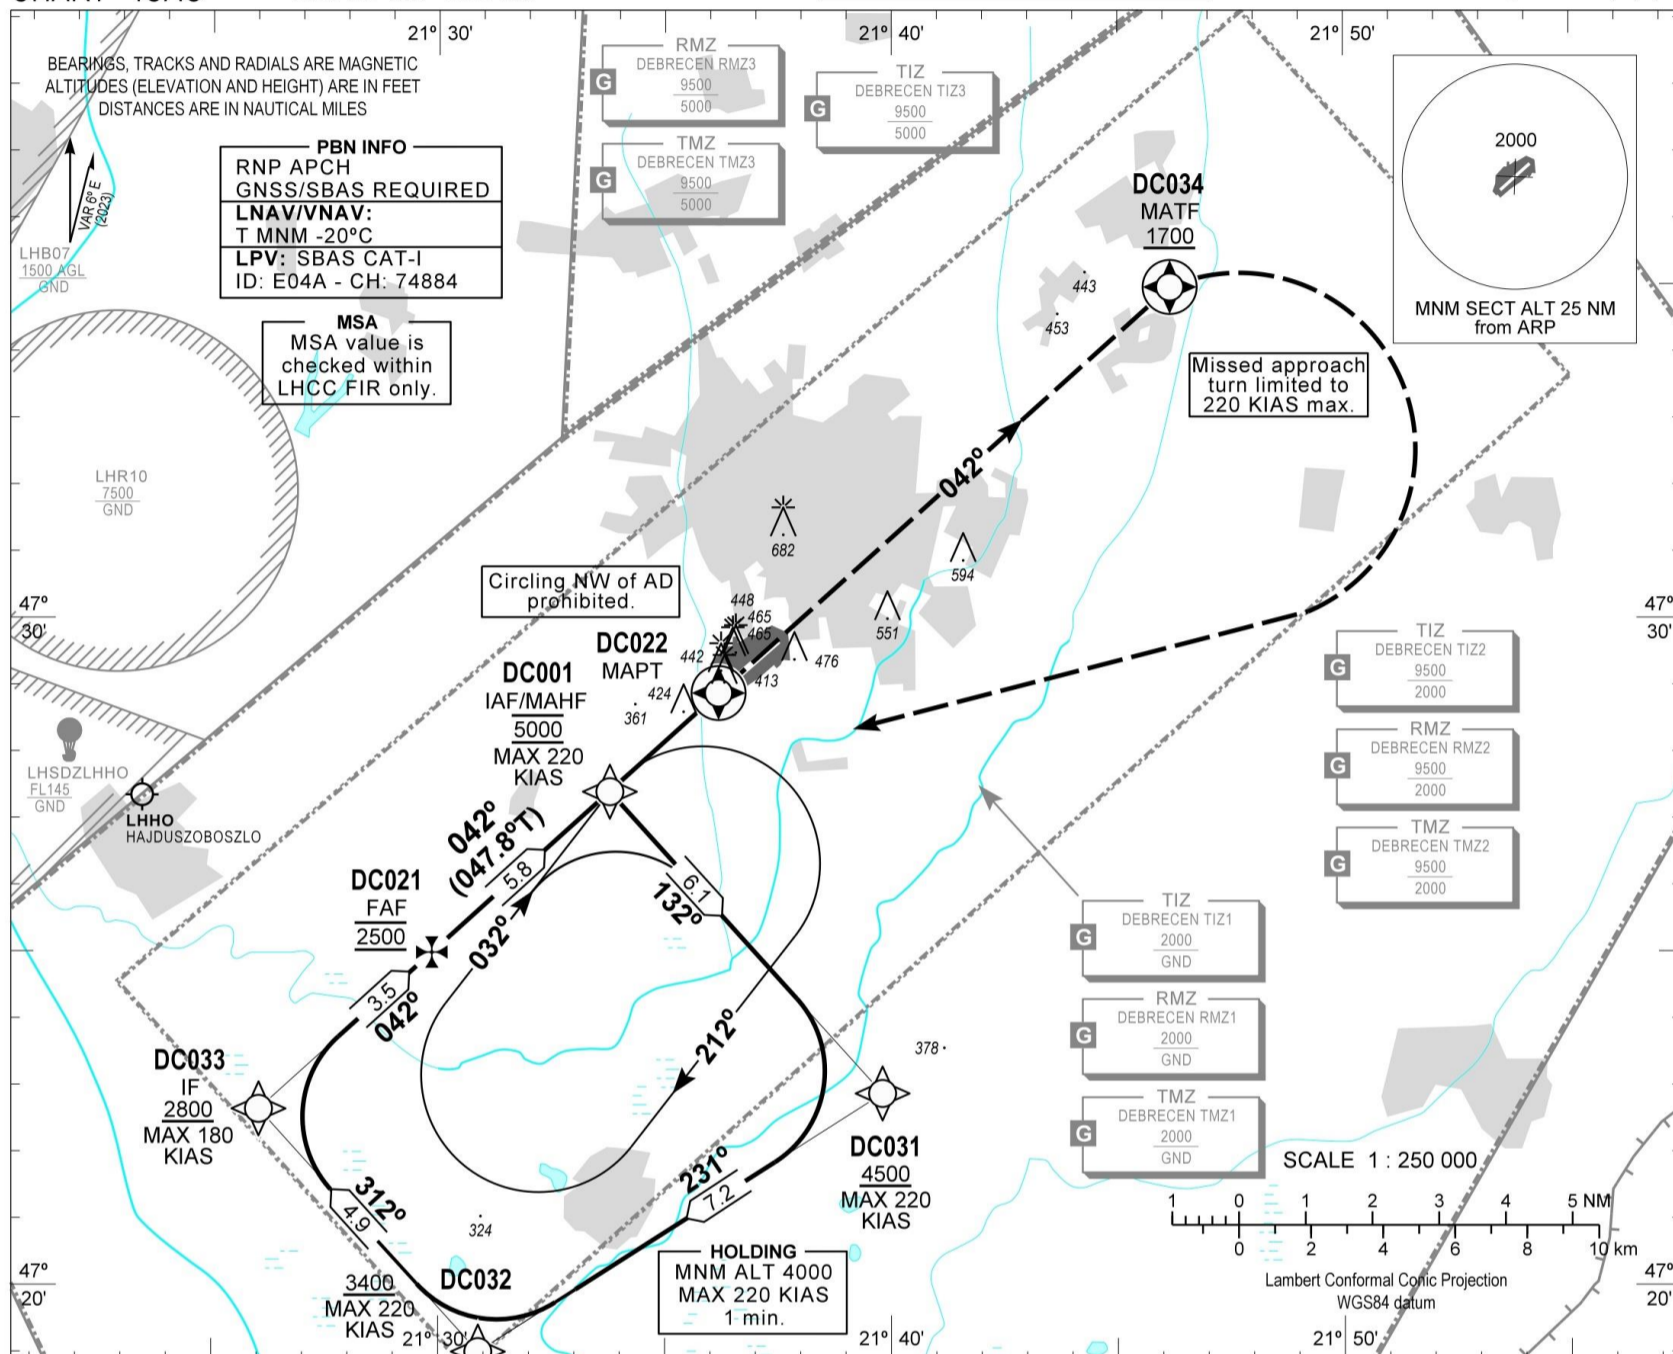 21° 30'
21° 40'
21° 50'
BEARINGS, TRACKS AND RADIALS ARE MAGNETIC
ALTITUDES (ELEVATION AND HEIGHT) ARE IN FEET
DISTANCES ARE IN NAUTICAL MILES
VAR 6° E
(2023)
PBN INFO
RNP APCH
GNSS/SBAS REQUIRED
LNAV/VNAV:
T MNM -20°C
LPV: SBAS CAT-I
ID: E04A - CH: 74884
MSA
MSA value is
checked within
LHCC FIR only.
RMZ
G
DEBRECEN RMZ3
9500
5000
TIZ
G
DEBRECEN TIZ3
9500
5000
TMZ
G
DEBRECEN TMZ3
9500
5000
2000
MNM SECT ALT 25 NM
from ARP
LHB07
1500 AGL
GND
LHR10
7500
GND
DC034
MATF
1700
443
453
Missed approach
turn limited to
220 KIAS max.
042°
682
594
551
Circling NW of AD
prohibited.
448
465
465
442
476
413
424
361
47°
30'
47°
30'
DC022
MAPT
DC001
IAF/MAHF
5000
MAX 220
KIAS
LHSDZLHHO
FL145
GND
LHHO
HAJDUSZOBOSZLO
TIZ
G
DEBRECEN TIZ2
9500
2000
RMZ
G
DEBRECEN RMZ2
9500
2000
TMZ
G
DEBRECEN TMZ2
9500
2000
042°
(047.8°T)
5.8
DC021
FAF
2500
032°
6.1
132°
3.5
042°
212°
378
TIZ
G
DEBRECEN TIZ1
2000
GND
RMZ
G
DEBRECEN RMZ1
2000
GND
TMZ
G
DEBRECEN TMZ1
2000
GND
DC033
IF
2800
MAX 180
KIAS
DC031
4500
MAX 220
KIAS
231°
7.2
312°
4.9
324
DC032
3400
MAX 220
KIAS
HOLDING
MNM ALT 4000
MAX 220 KIAS
1 min.
SCALE 1 : 250 000
1 0 1 2 3 4 5 NM
0 2 4 6 8 10 km
Lambert Conformal Conic Projection
WGS84 datum
47°
20'
47°
20'
21° 30'
21° 40'
21° 50'